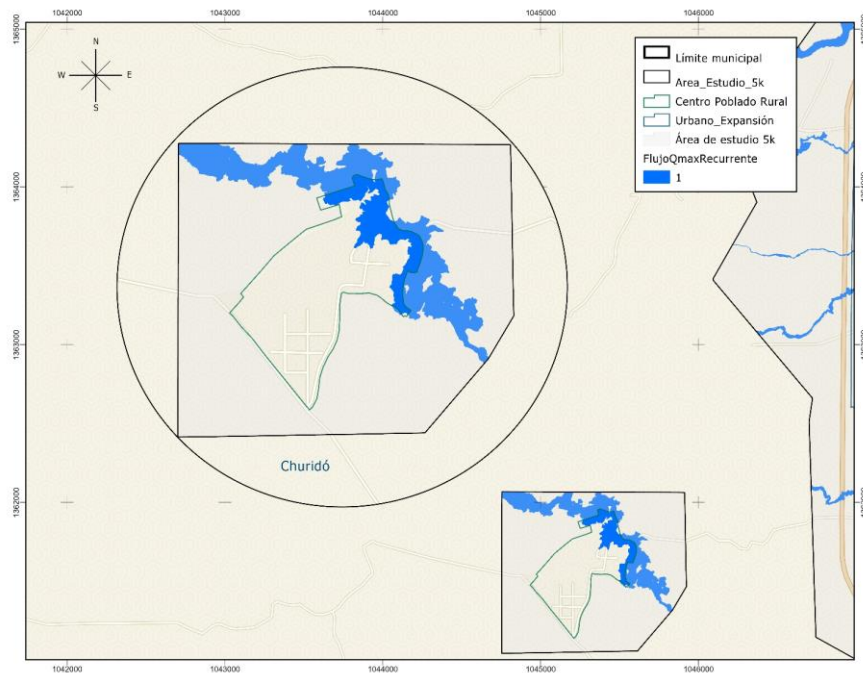 1042000
1043000
1044000
1045000
1046000
1365000
N
W E
S
Límite municipal
Area_Estudio_5k
Centro Poblado Rural
Urbano_Expansión
Área de estudio 5k
FlujoQmaxRecurrente
1
1364000
1363000
Churidó
1362000
1042000
1043000
1044000
1045000
1046000